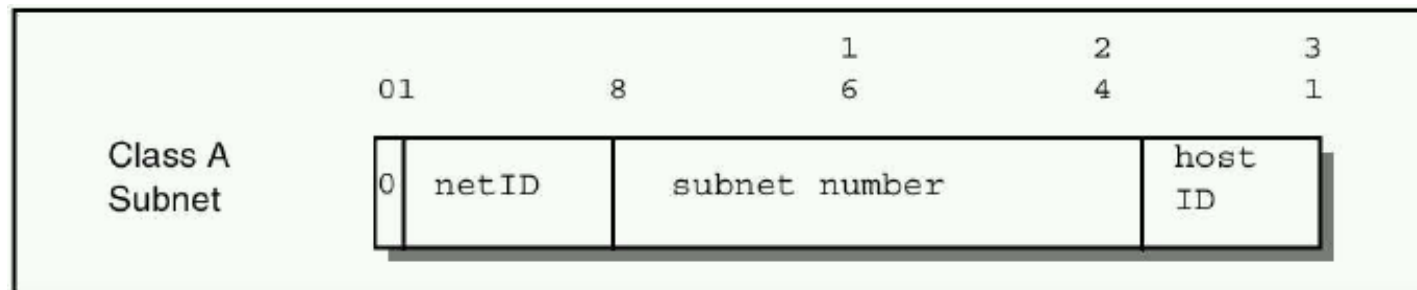 1 2 3
01 8 6 4 1
Class A
Subnet
0 netID subnet number host
ID